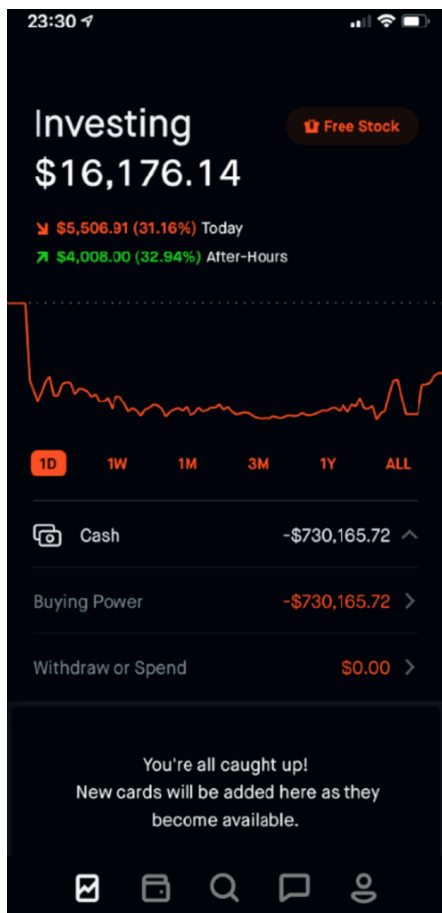 23:30
Investing
Free Stock
$16,176.14
$5,506.91 (31.16%) Today
$4,008.00 (32.94%) After-Hours
1D 1W 1M 3M 1Y ALL
Cash -$730,165.72
Buying Power -$730,165.72
Withdraw or Spend $0.00
You're all caught up!
New cards will be added here as they
become available.